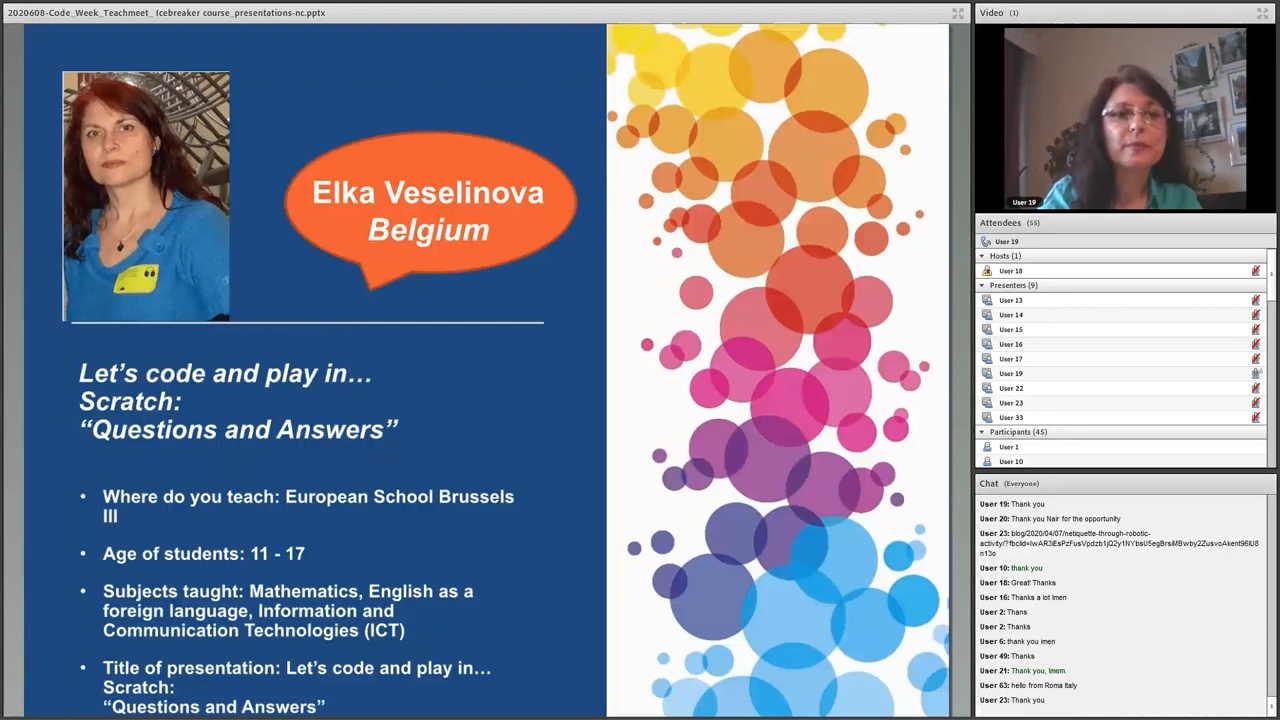 2020608-Code_Week_Teachmeet_ Icebreaker course_presentations-nc.pptx
Elka Veselinova
Belgium
Let’s code and play in…
Scratch:
“Questions and Answers”
• Where do you teach: European School Brussels
III
• Age of students: 11 - 17
• Subjects taught: Mathematics, English as a
foreign language, Information and
Communication Technologies (ICT)
• Title of presentation: Let’s code and play in…
Scratch:
“Questions and Answers”
Video (1)
User 19
Attendees (55)
User 19
Hosts (1)
User 18
Presenters (9)
User 13
User 14
User 15
User 16
User 17
User 19
User 22
User 23
User 33
Participants (45)
User 1
User 10
Chat (Everyone)
User 19: Thank you
User 20: Thank you Nair for the opportunity
User 23: blog/2020/04/07/netiquette-through-robotic-
User 10: thank you
User 18: Great! Thanks
User 16: Thanks a lot Imen
User 2: Thans
User 2: Thanks
User 6: thank you imen
User 49: Thanks
User 21: Thank you, Imem.
User 63: hello from Roma Italy
User 23: Thank you